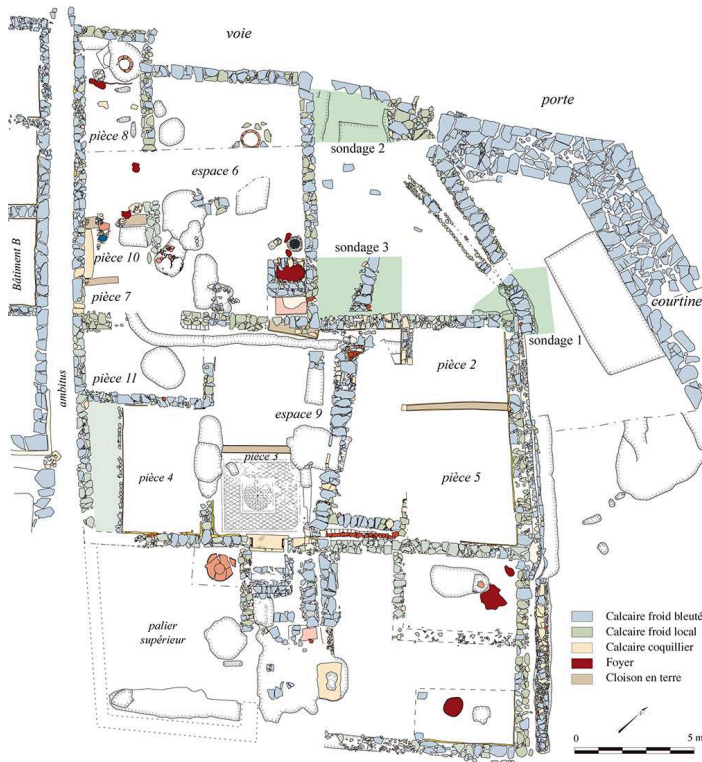 voie
porte
pièce 8
sondage 2
espace 6
Bâtiment B
pièce 10
sondage 3
pièce 7
courtine
sondage 1
ambitus
pièce 11
pièce 2
espace 9
pièce 3
pièce 4
pièce 5
palier
supérieur
Calcaire froid bleuté
Calcaire froid local
Calcaire coquillier
Foyer
Cloison en terre
0
5 m